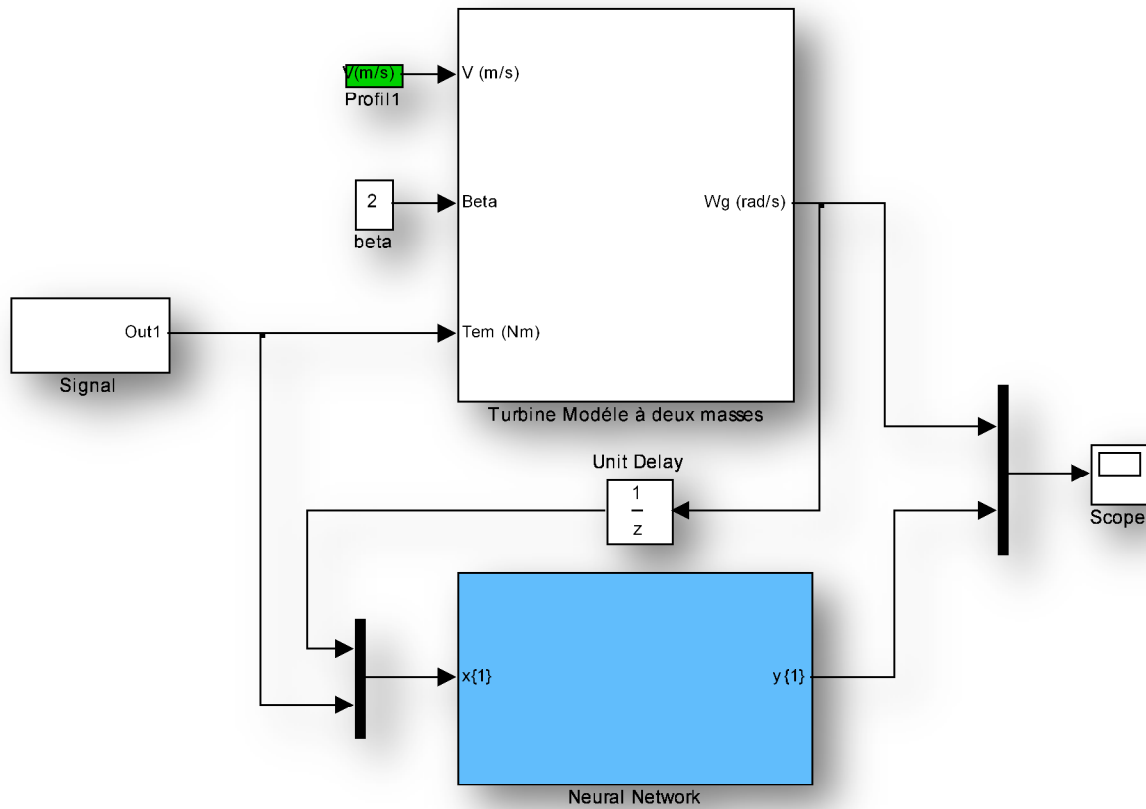 V(m/s)
Profil1
V (m/s)
2
beta
Beta
Wg (rad/s)
Out1
Signal
Tem (Nm)
Turbine Modéle à deux masses
Unit Delay
1
z
Scope
x{1}
y{1}
Neural Network